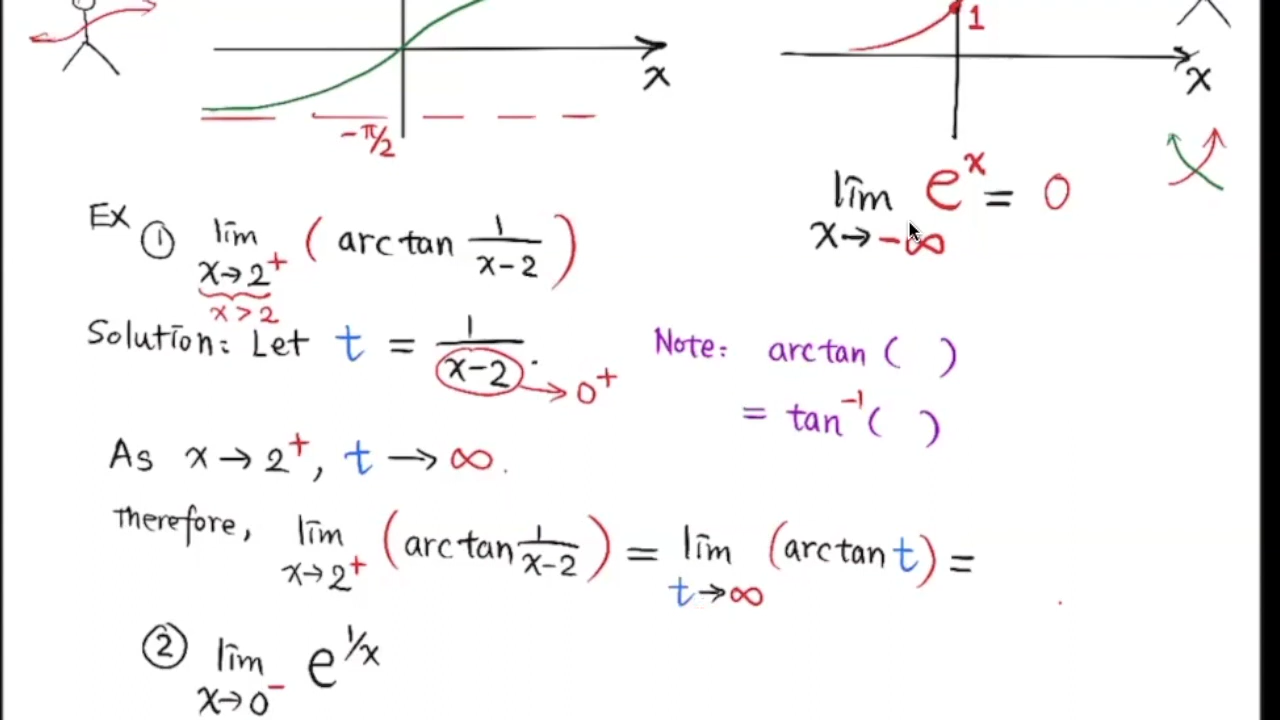 1
x
x
-π/2
lim e^x = 0
x→-∞
Ex ① lim ( arctan 1/(x-2) )
x→2⁺
x > 2
Solution: Let t = 1/(x-2). →0⁺
Note: arctan ( )
= tan⁻¹ ( )
As x→2⁺, t → ∞.
Therefore, lim (arctan 1/(x-2)) = lim (arctan t) =
x→2⁺ t→∞
② lim e^(1/x)
x→0⁻